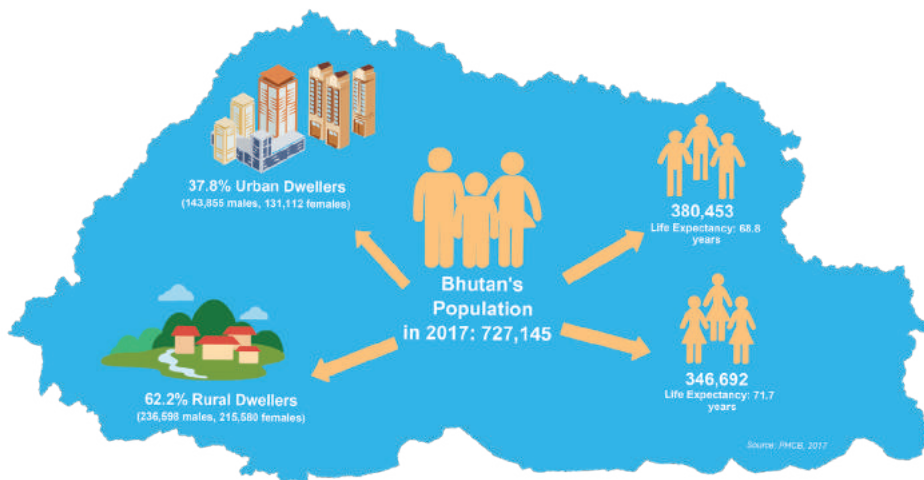 37.8% Urban Dwellers
(143,855 males, 131,112 females)
Bhutan's
Population
in 2017: 727,145
62.2% Rural Dwellers
(236,598 males, 215,580 females)
380,453
Life Expectancy: 68.8
years
346,692
Life Expectancy: 71.7
years
Source: PHCB, 2017